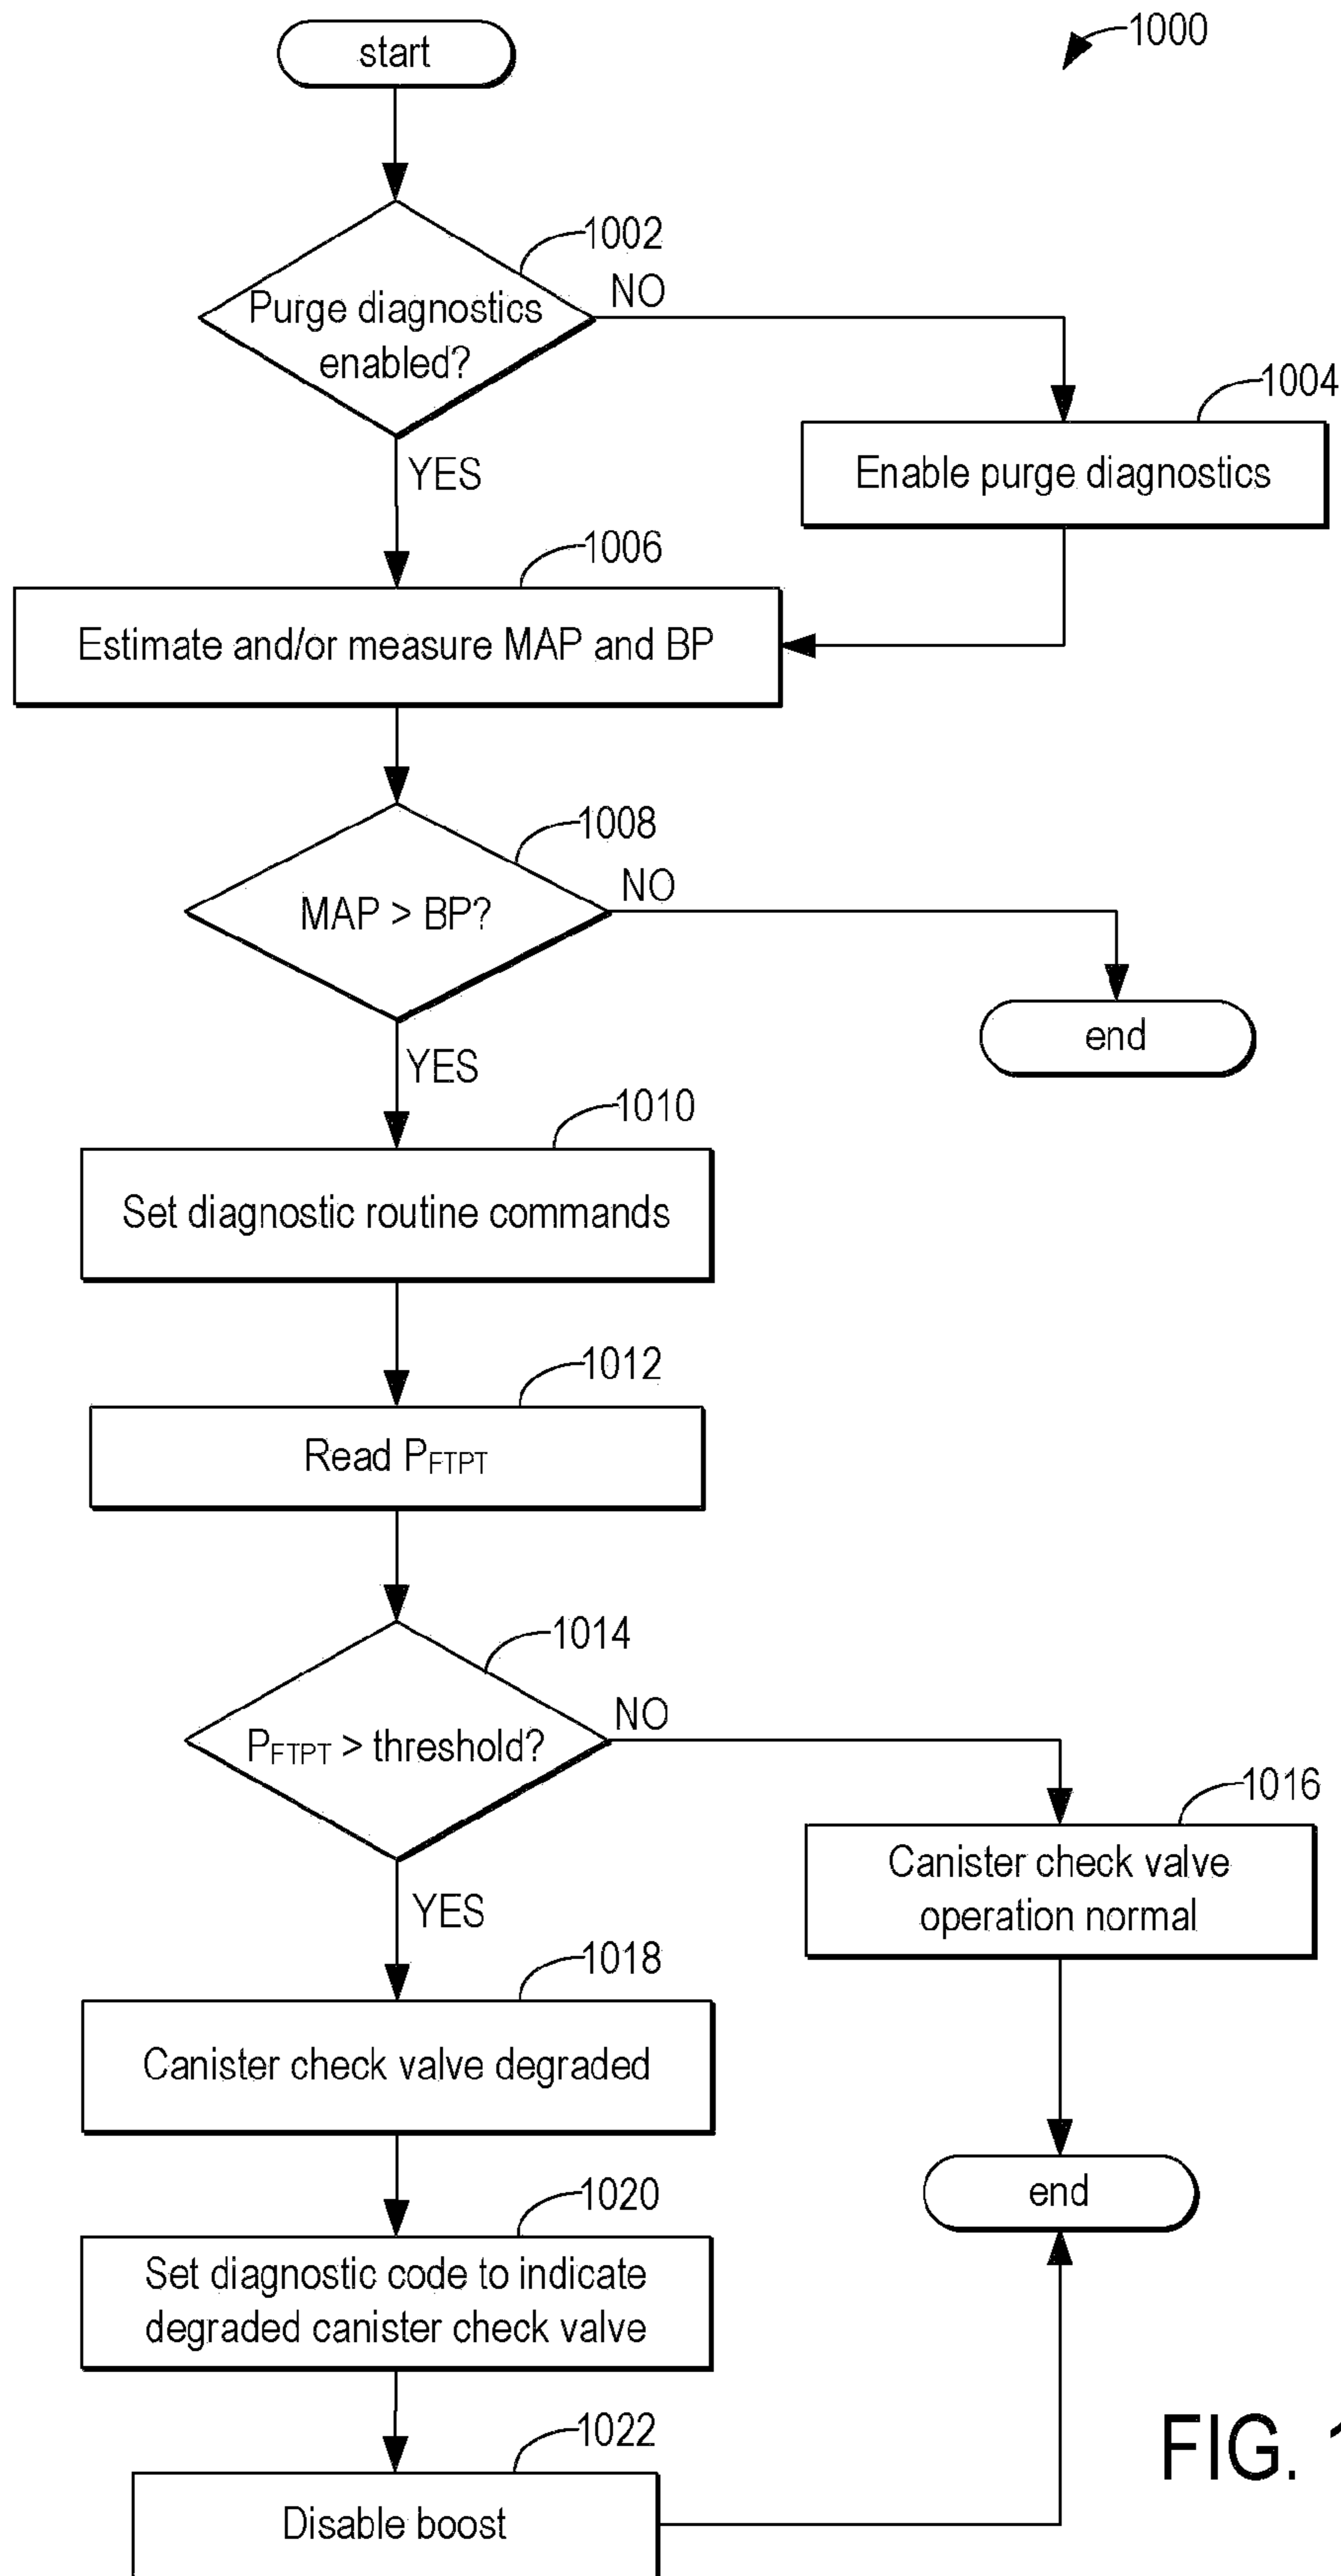 start
1000
1002
Purge diagnostics
enabled?
NO
1004
Enable purge diagnostics
YES
1006
Estimate and/or measure MAP and BP
1008
MAP > BP?
NO
end
YES
1010
Set diagnostic routine commands
1012
Read PFTPT
1014
PFTPT > threshold?
NO
1016
Canister check valve
operation normal
YES
1018
Canister check valve degraded
end
1020
Set diagnostic code to indicate
degraded canister check valve
1022
Disable boost
FIG.